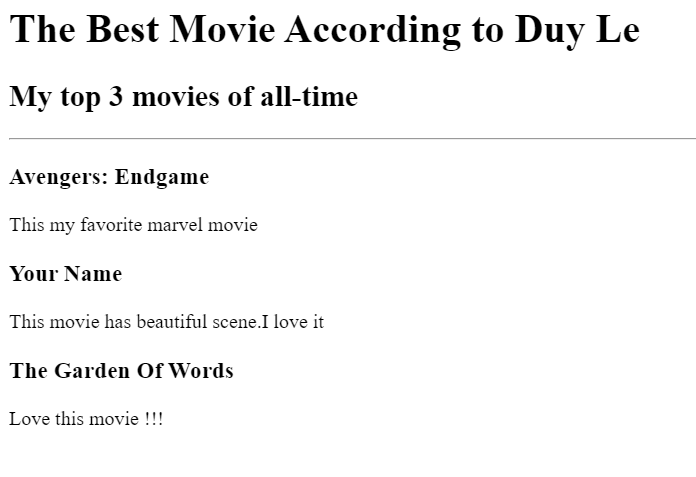 The Best Movie According to Duy Le
My top 3 movies of all-time
Avengers: Endgame
This my favorite marvel movie
Your Name
This movie has beautiful scene.I love it
The Garden Of Words
Love this movie !!!